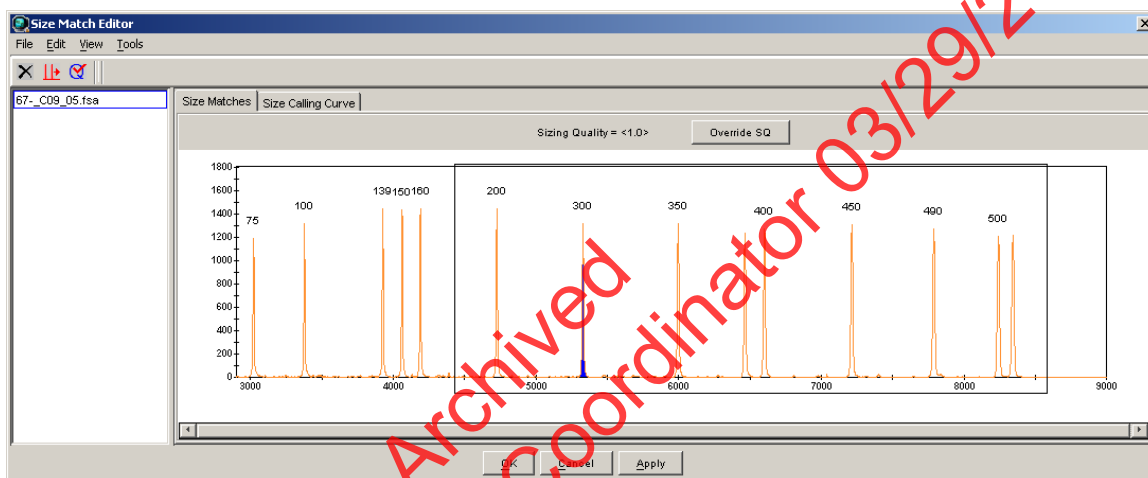 Size Match Editor
File Edit View Tools
67-_C09_05.fsa
Size Matches Size Calling Curve
Sizing Quality = <1.0> Override SQ
1800
1600
1400
1200
1000
800
600
400
200
0
75 100 139 150 160 200 300 350 400 450 490 500
3000 4000 5000 6000 7000 8000 9000
OK Cancel Apply
Archived
Coordinator 03/29/2